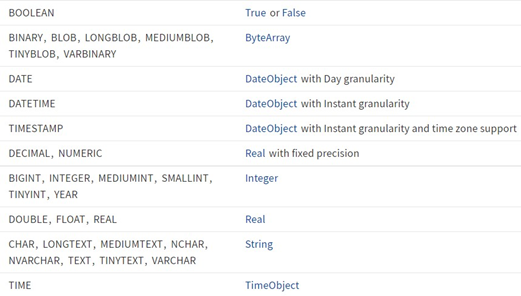 BOOLEAN True or False
BINARY, BLOB, LONGBLOB, MEDIUMBLOB, ByteArray
TINYBLOB, VARBINARY
DATE DateObject with Day granularity
DATETIME DateObject with Instant granularity
TIMESTAMP DateObject with Instant granularity and time zone support
DECIMAL, NUMERIC Real with fixed precision
BIGINT, INTEGER, MEDIUMINT, SMALLINT, Integer
TINYINT, YEAR
DOUBLE, FLOAT, REAL Real
CHAR, LONGTEXT, MEDIUMTEXT, NCHAR, String
NVARCHAR, TEXT, TINYTEXT, VARCHAR
TIME TimeObject